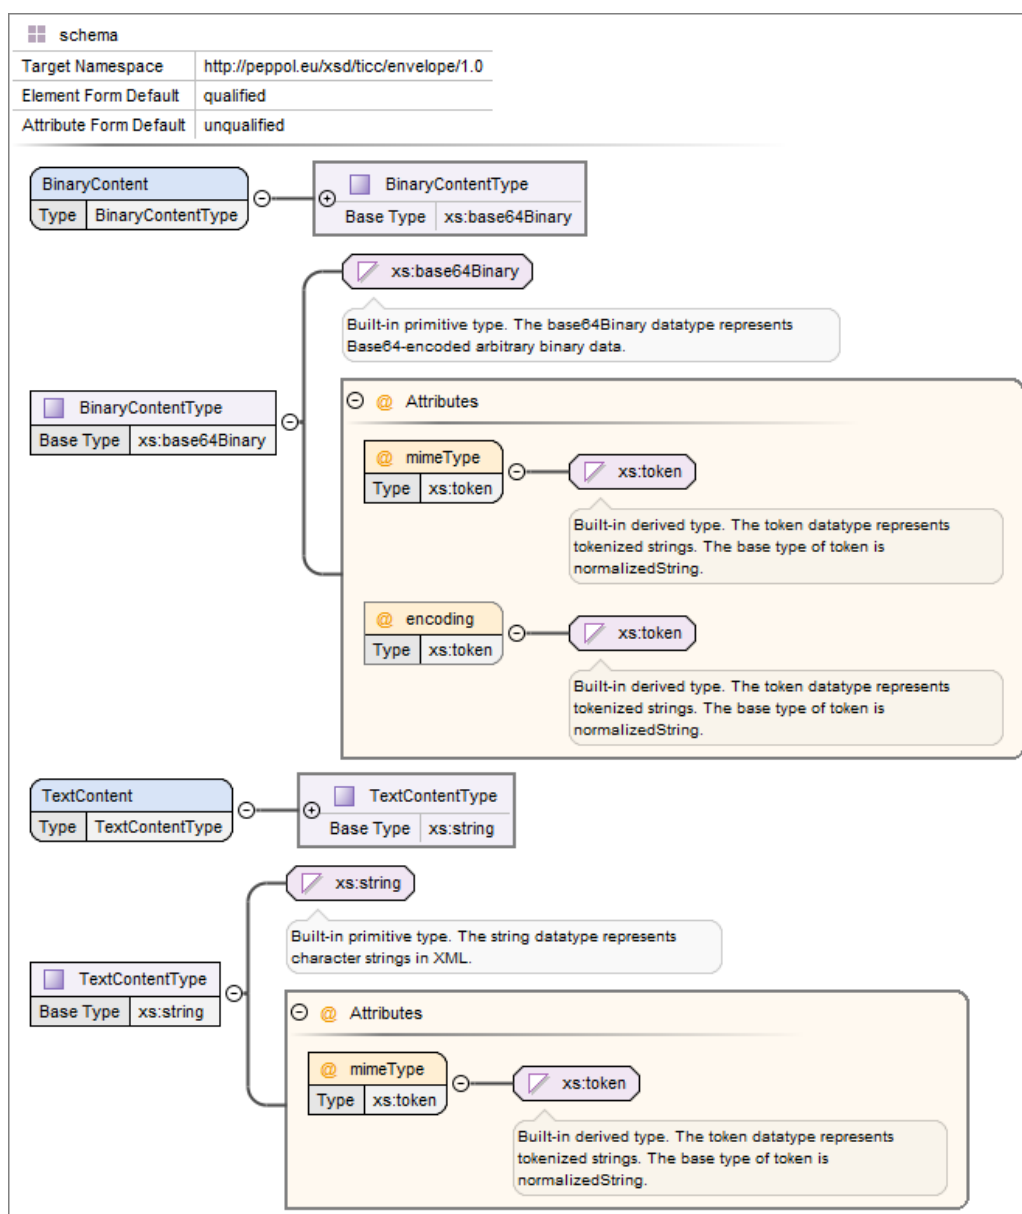 schema
Target Namespace http://peppol.eu/xsd/ticc/envelope/1.0
Element Form Default qualified
Attribute Form Default unqualified
BinaryContent
Type BinaryContentType
BinaryContentType
Base Type xs:base64Binary
xs:base64Binary
Built-in primitive type. The base64Binary datatype represents
Base64-encoded arbitrary binary data.
BinaryContentType
Base Type xs:base64Binary
@ Attributes
@ mimeType
Type xs:token
xs:token
Built-in derived type. The token datatype represents
tokenized strings. The base type of token is
normalizedString.
@ encoding
Type xs:token
xs:token
Built-in derived type. The token datatype represents
tokenized strings. The base type of token is
normalizedString.
TextContent
Type TextContentType
TextContentType
Base Type xs:string
xs:string
Built-in primitive type. The string datatype represents
character strings in XML.
TextContentType
Base Type xs:string
@ Attributes
@ mimeType
Type xs:token
xs:token
Built-in derived type. The token datatype represents
tokenized strings. The base type of token is
normalizedString.